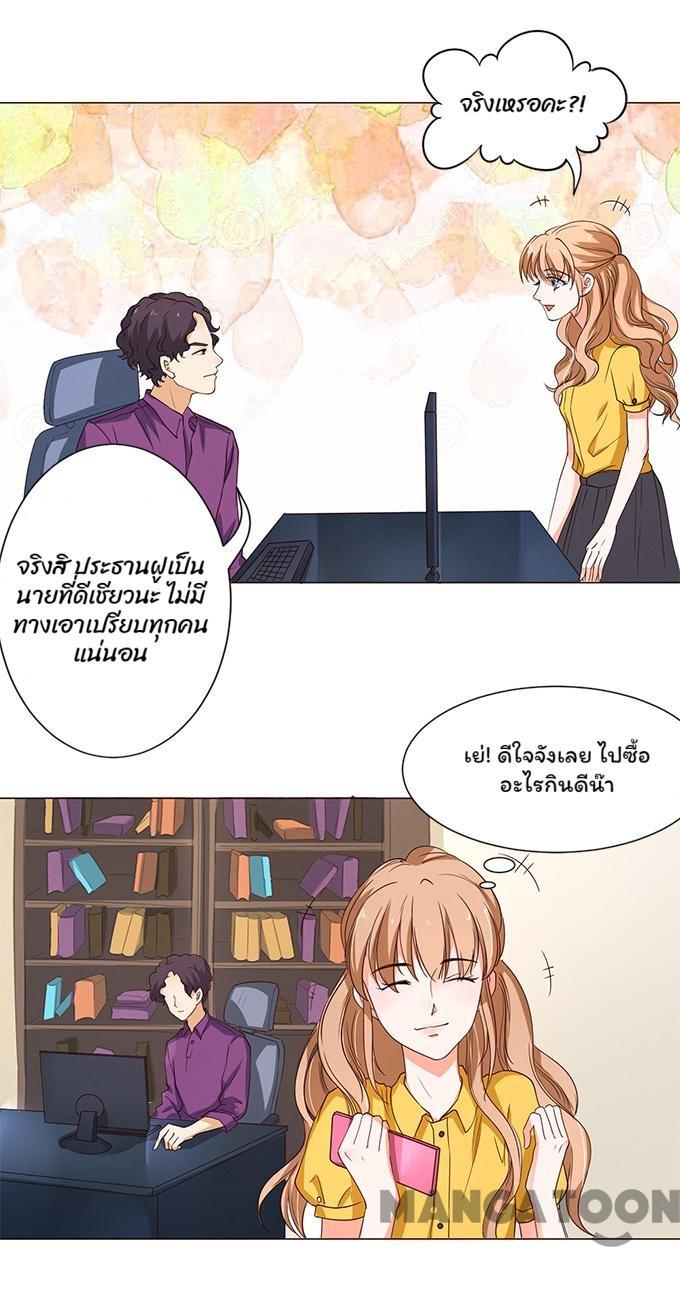 จริงเหรอคะ?!
จริงสิ ประธานฝูเป็น
นายที่ดีเชียวนะ ไม่มี
ทางเอาเปรียบทุกคน
แน่นอน
เย่! ดีใจจังเลย ไปซื้อ
อะไรกินดีน๊า
MANGATOON